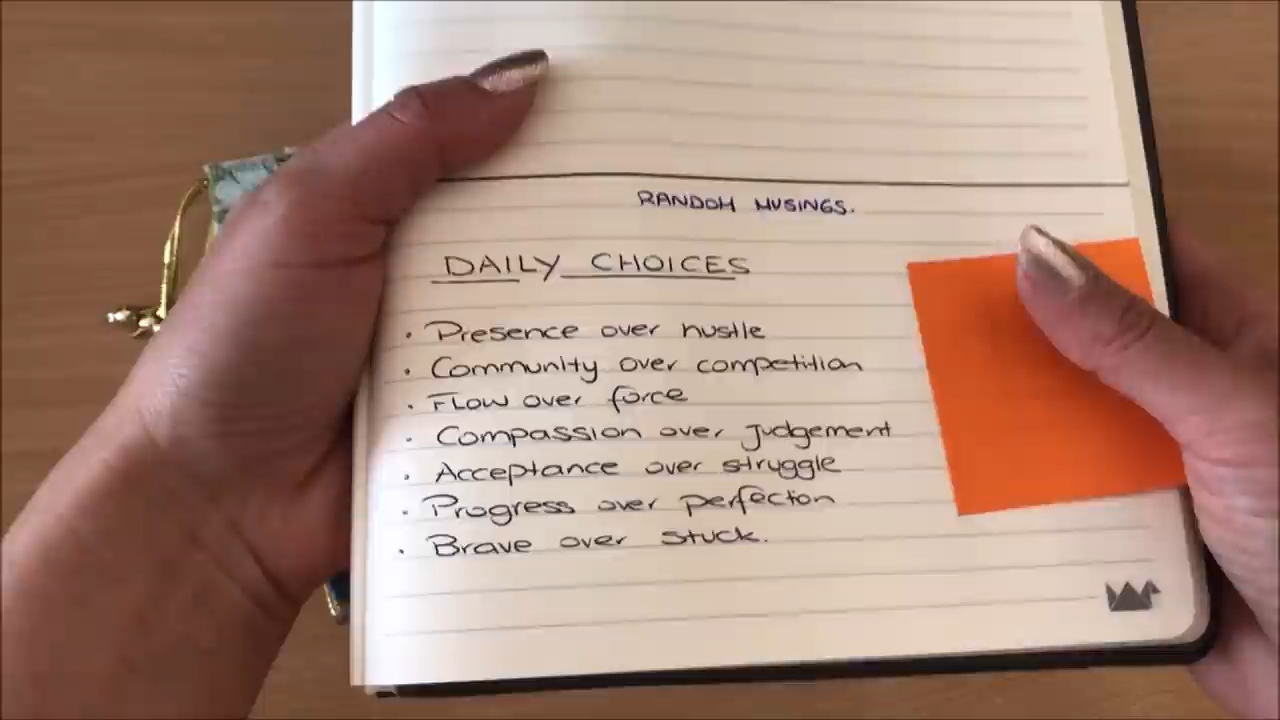 RANDOM MUSINGS.
DAILY CHOICES
• Presence over hustle
• Community over competition
• Flow over force
• Compassion over Judgement
• Acceptance over struggle
• Progress over perfection
• Brave over stuck.